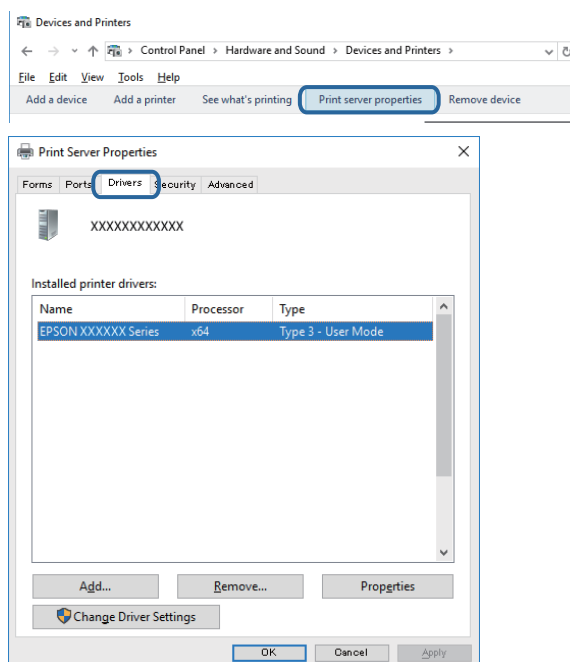 Devices and Printers
Control Panel > Hardware and Sound > Devices and Printers >
File Edit View Tools Help
Add a device Add a printer See what's printing Print server properties Remove device
Print Server Properties
Forms Ports Drivers Security Advanced
XXXXXXXXXXXX
Installed printer drivers:
Name Processor Type
EPSON XXXXXX Series x64 Type 3 - User Mode
Add... Remove... Properties
Change Driver Settings
OK Cancel Apply